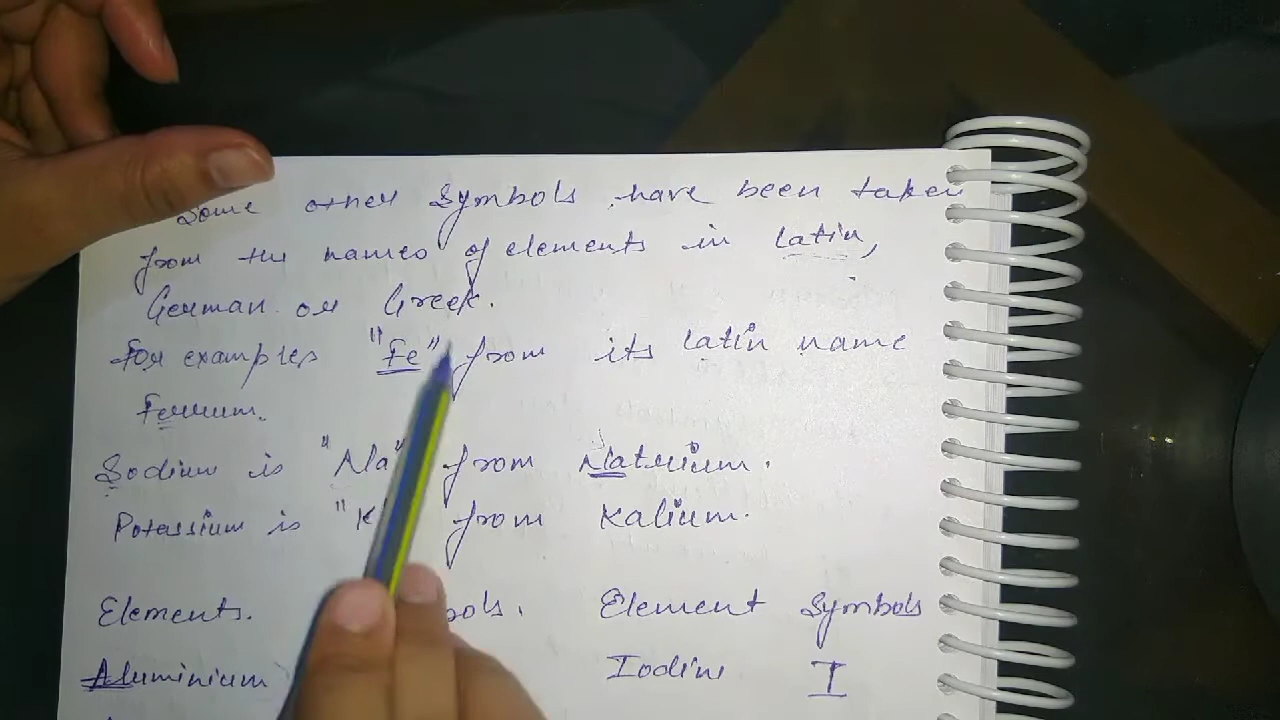 Some other Symbols have been taken
from the names of elements in Latin,
German or Greek.
For examples "Fe" from its Latin name
Ferrum.
Sodium is "Na" from Natrium.
Potassium is "K from Kalium.
Elements. bols. Element Symbols
Aluminium Iodine I